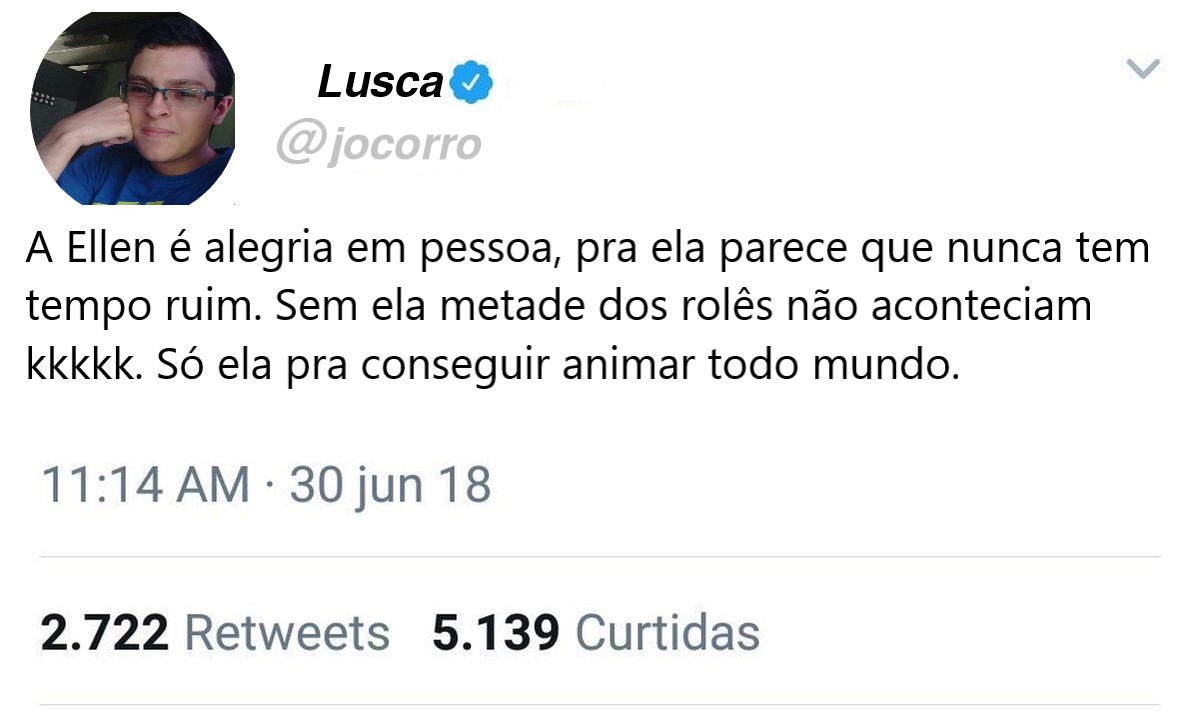 Lusca
@jocorro
A Ellen é alegria em pessoa, pra ela parece que nunca tem
tempo ruim. Sem ela metade dos rolês não aconteciam
kkkkk. Só ela pra conseguir animar todo mundo.
11:14 AM · 30 jun 18
2.722 Retweets 5.139 Curtidas